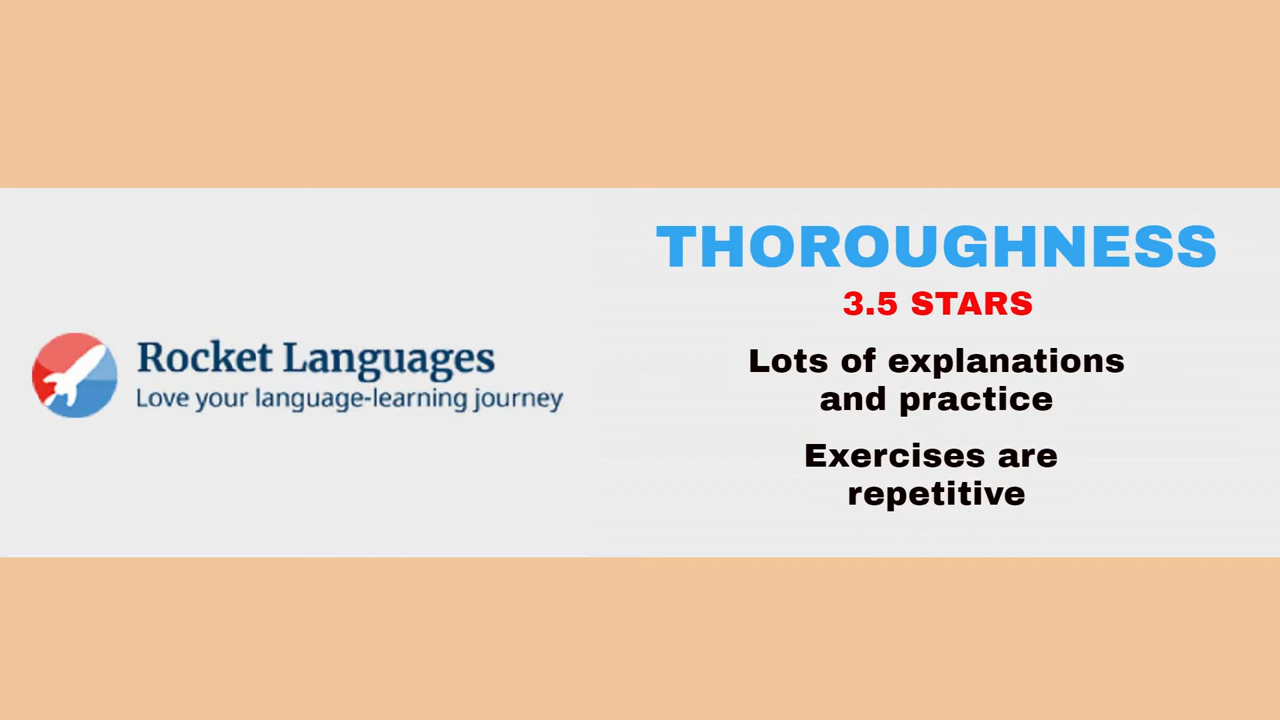 Rocket Languages
Love your language-learning journey
THOROUGHNESS
3.5 STARS
Lots of explanations
and practice
Exercises are
repetitive